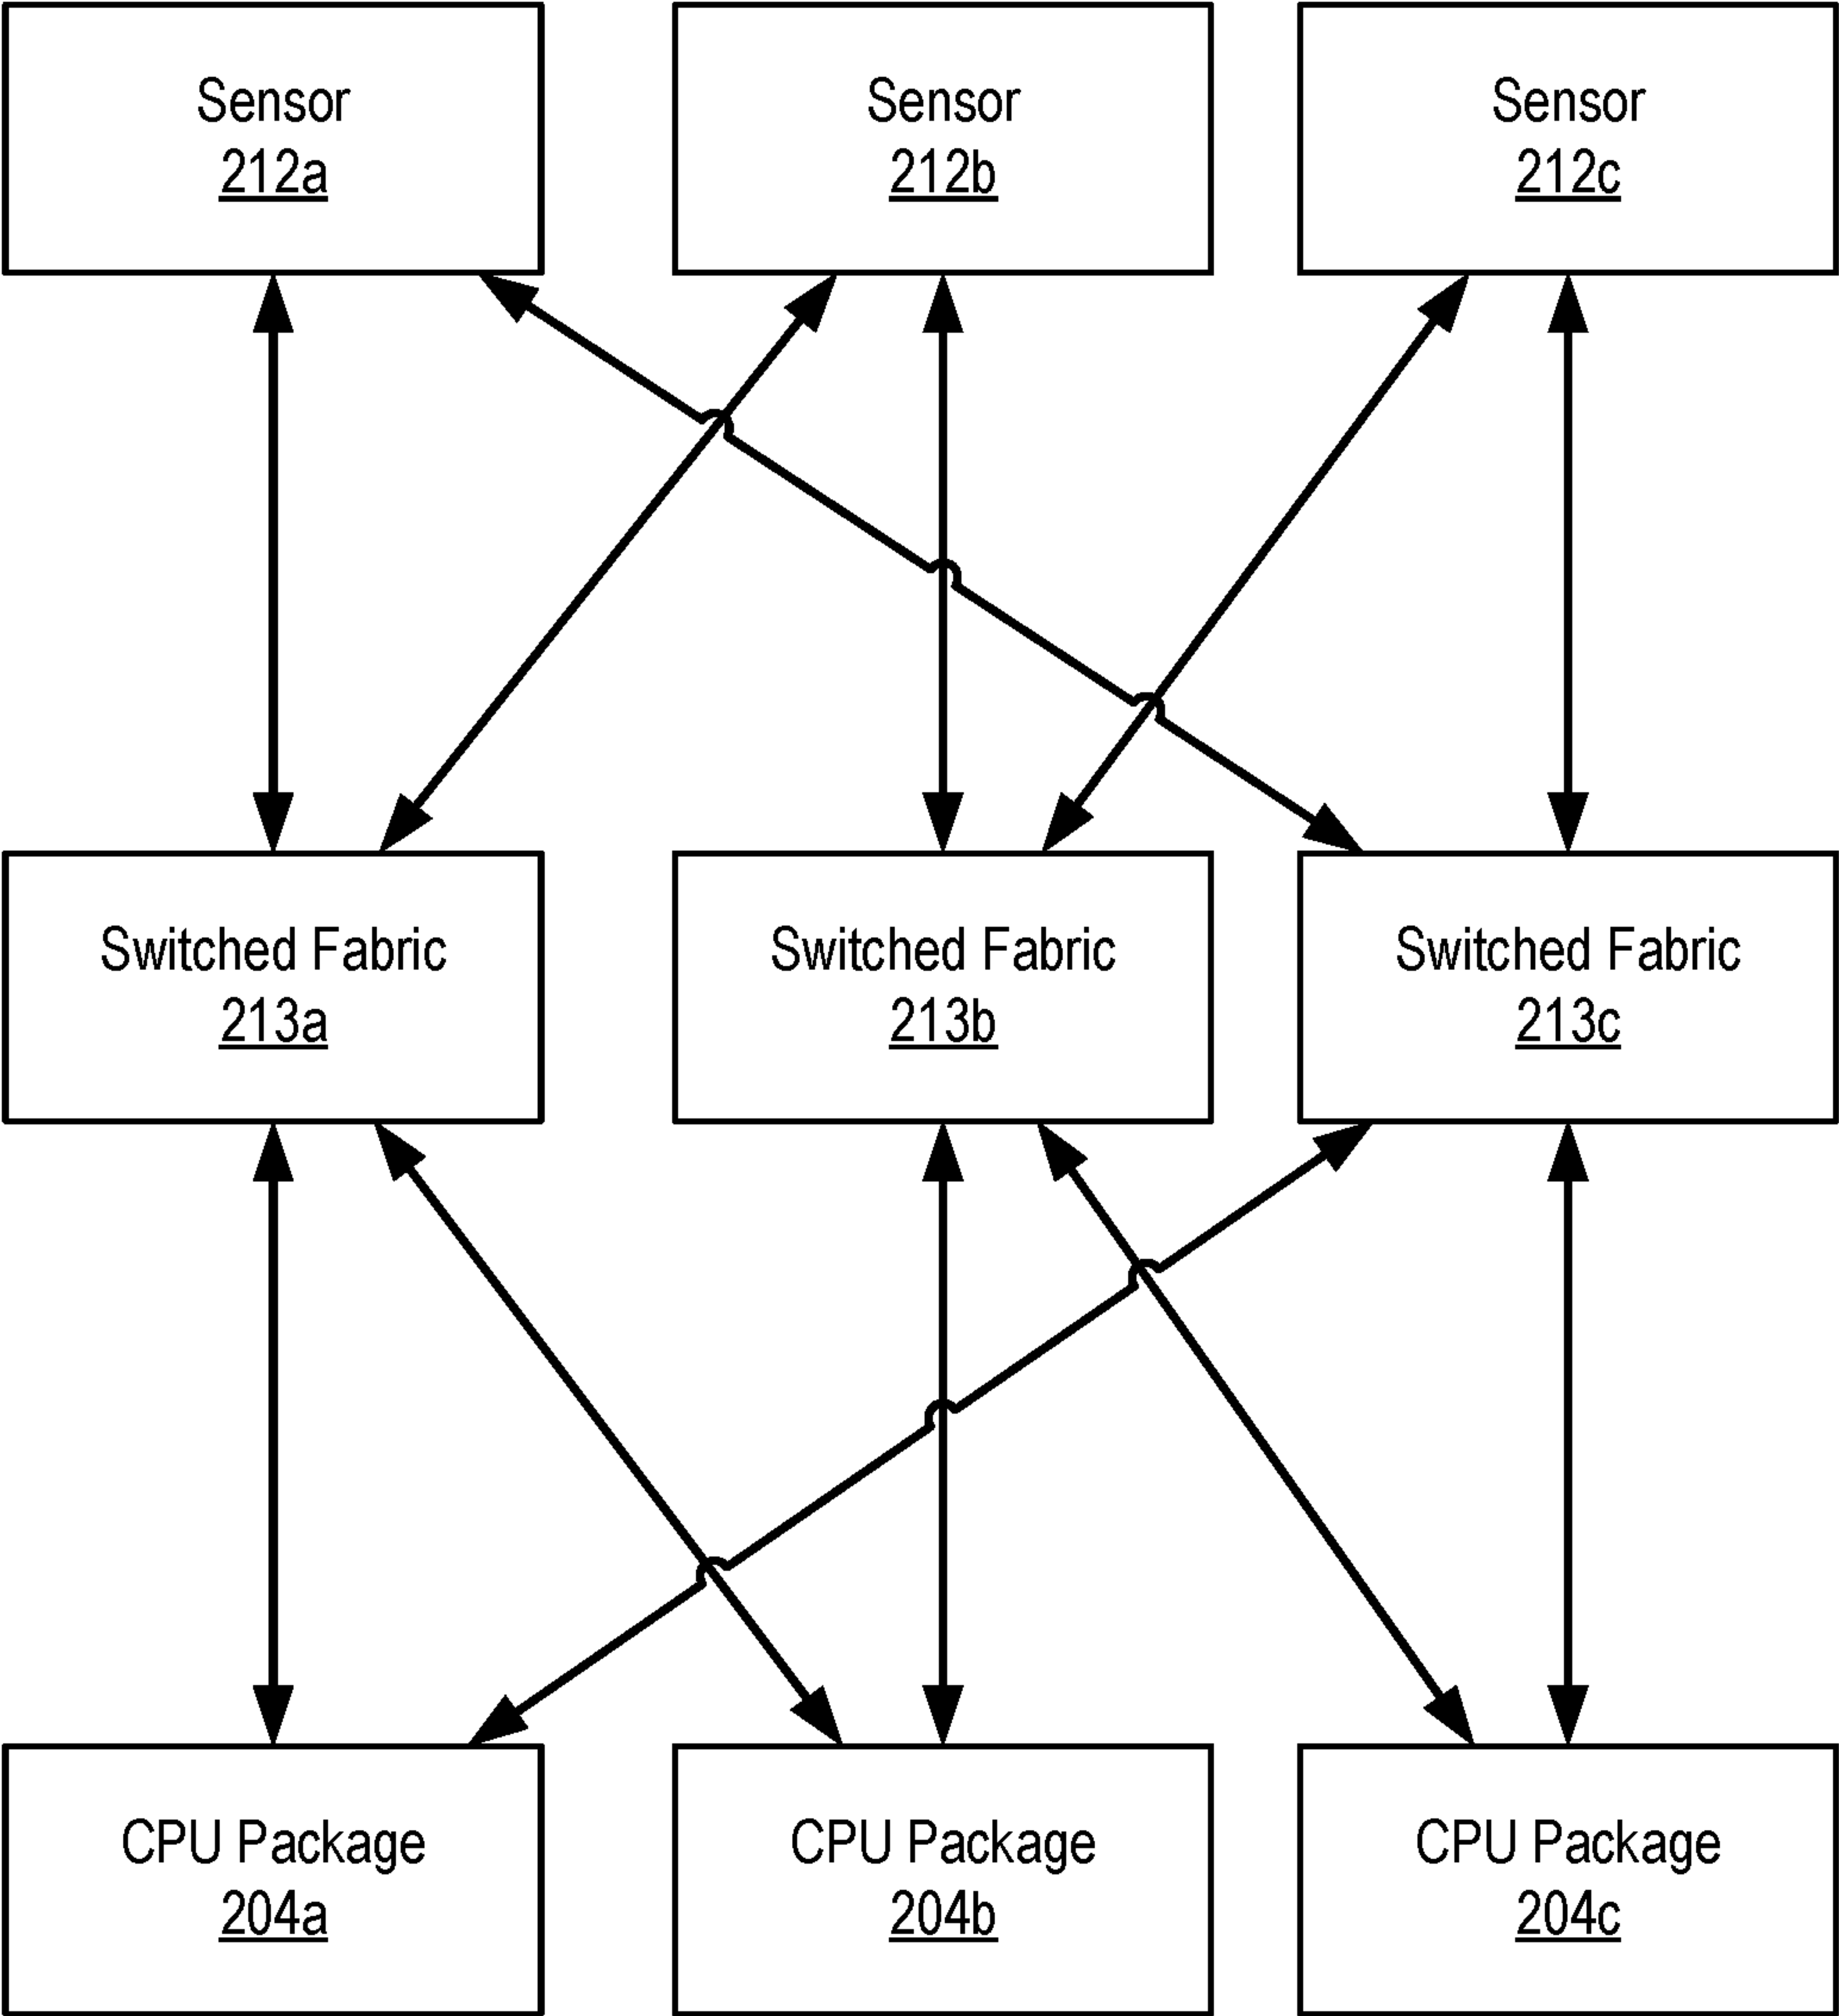 Sensor
212a
Sensor
212b
Sensor
212c
Switched Fabric
213a
Switched Fabric
213b
Switched Fabric
213c
CPU Package
204a
CPU Package
204b
CPU Package
204c